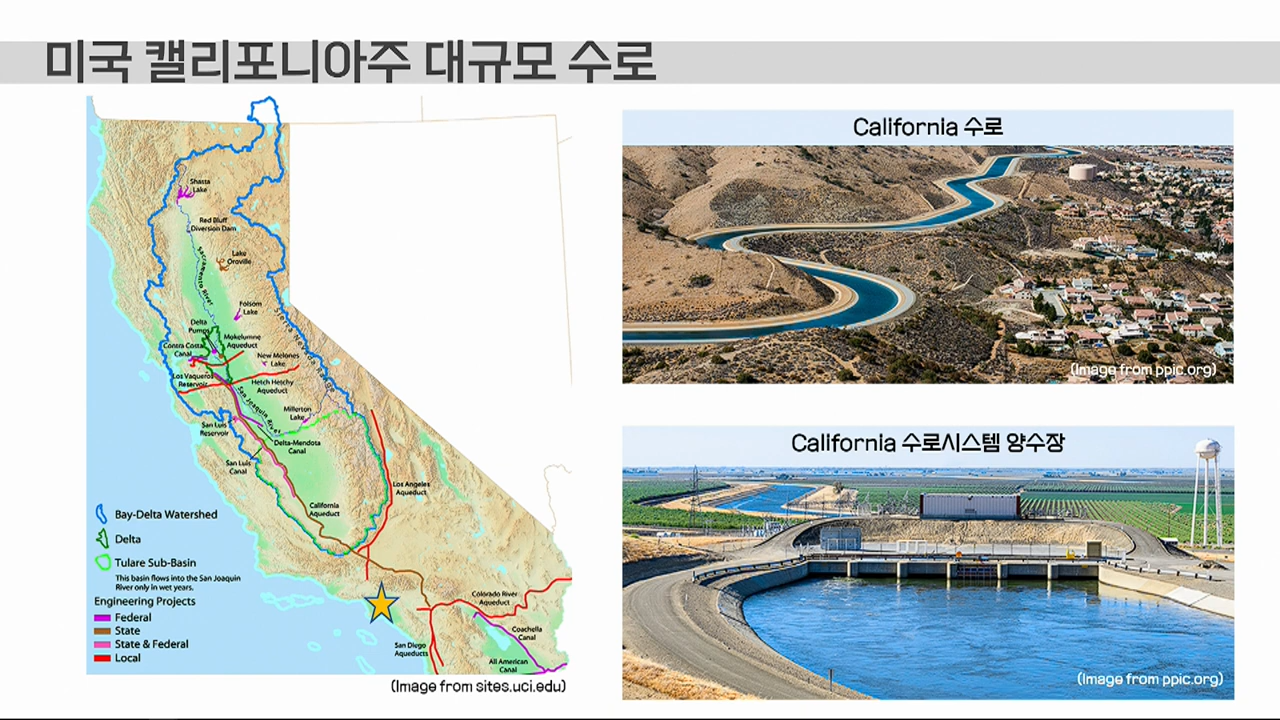 미국 캘리포니아주 대규모 수로
Shasta
Lake
Red Bluff
Diversion Dam
Sacramento River
Lake
Oroville
Folsom
Lake
Sierra Nevada Range
Delta
Pumps
Mokelumne
Aqueduct
Contra Costa
Canal
New Melones
Lake
Los Vaqueros
Reservoir
Hetch Hetchy
Aqueduct
San Joaquin River
Millerton
Lake
San Luis
Reservoir
Delta-Mendota
Canal
San Luis
Canal
Los Angeles
Aqueduct
California
Aqueduct
Bay-Delta Watershed
Delta
Tulare Sub-Basin
This basin flows into the San Joaquin
River only in wet years.
Engineering Projects
Federal
State
State & Federal
Local
Colorado River
Aqueduct
Coachella
Canal
San Diego
Aqueducts
All American
Canal
(Image from sites.uci.edu)
California 수로
(Image from ppic.org)
California 수로시스템 양수장
(Image from ppic.org)